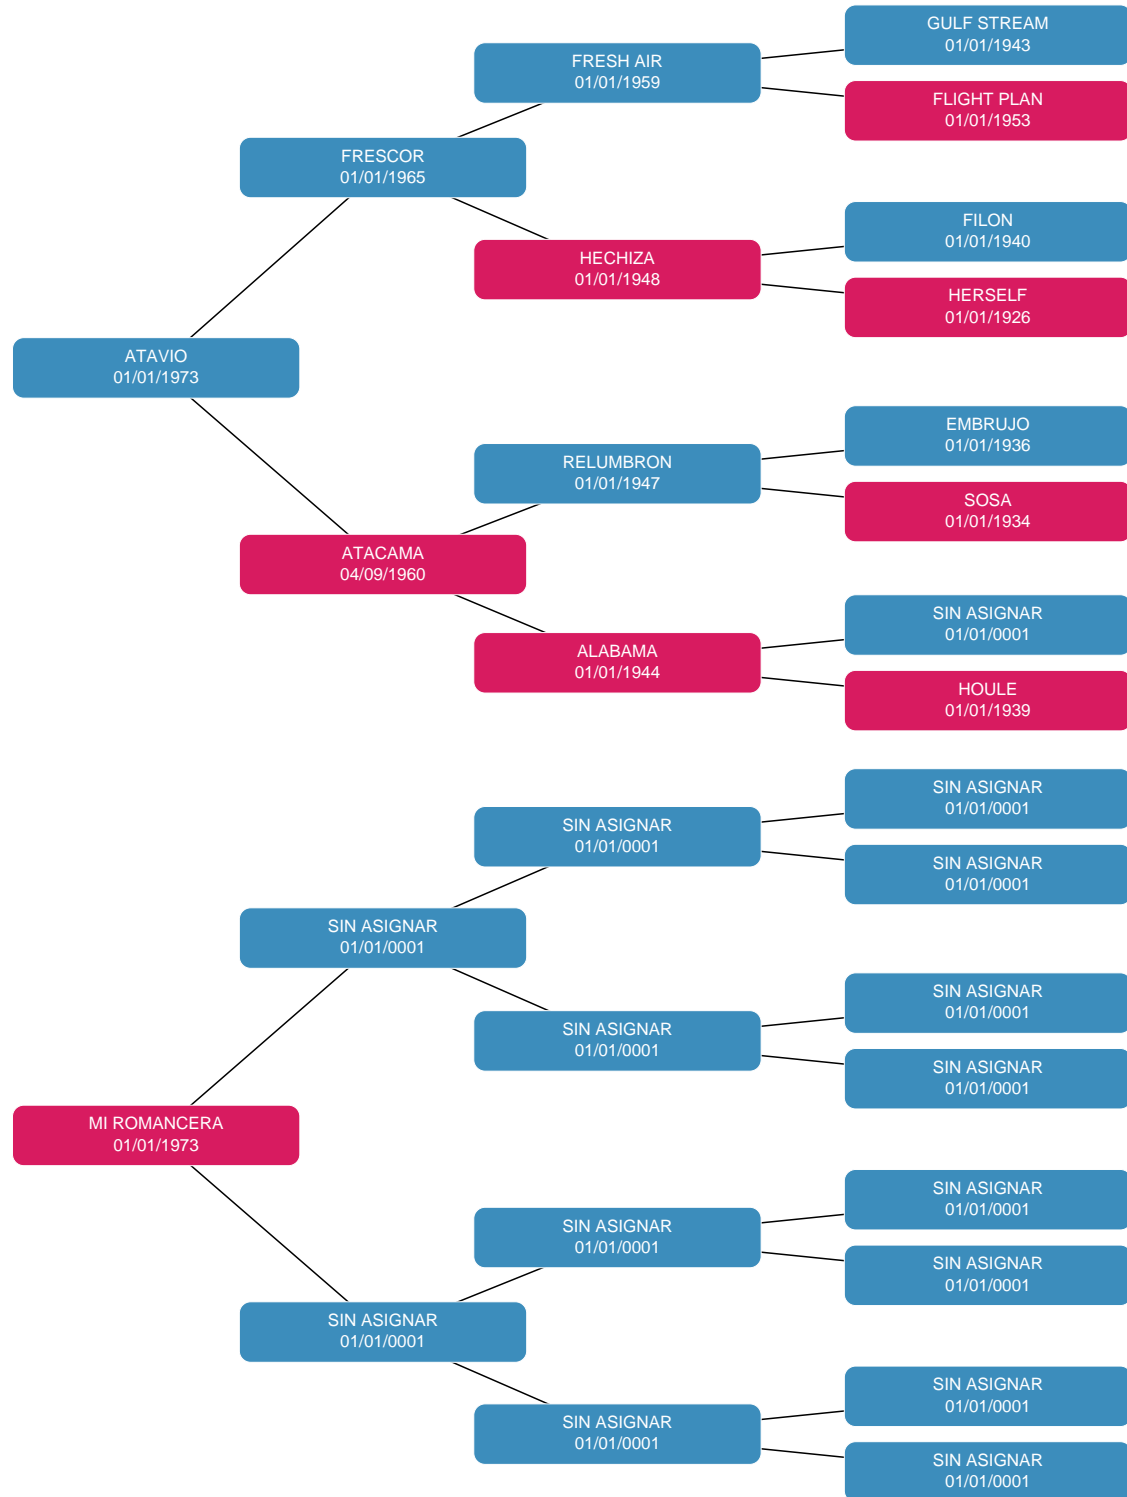 GULF STREAM
01/01/1943
FRESH AIR
01/01/1959
FLIGHT PLAN
01/01/1953
FRESCOR
01/01/1965
FILON
01/01/1940
HECHIZA
01/01/1948
HERSELF
01/01/1926
ATAVIO
01/01/1973
EMBRUJO
01/01/1936
RELUMBRON
01/01/1947
SOSA
01/01/1934
ATACAMA
04/09/1960
SIN ASIGNAR
01/01/0001
ALABAMA
01/01/1944
HOULE
01/01/1939
SIN ASIGNAR
01/01/0001
SIN ASIGNAR
01/01/0001
SIN ASIGNAR
01/01/0001
SIN ASIGNAR
01/01/0001
SIN ASIGNAR
01/01/0001
SIN ASIGNAR
01/01/0001
SIN ASIGNAR
01/01/0001
MI ROMANCERA
01/01/1973
SIN ASIGNAR
01/01/0001
SIN ASIGNAR
01/01/0001
SIN ASIGNAR
01/01/0001
SIN ASIGNAR
01/01/0001
SIN ASIGNAR
01/01/0001
SIN ASIGNAR
01/01/0001
SIN ASIGNAR
01/01/0001